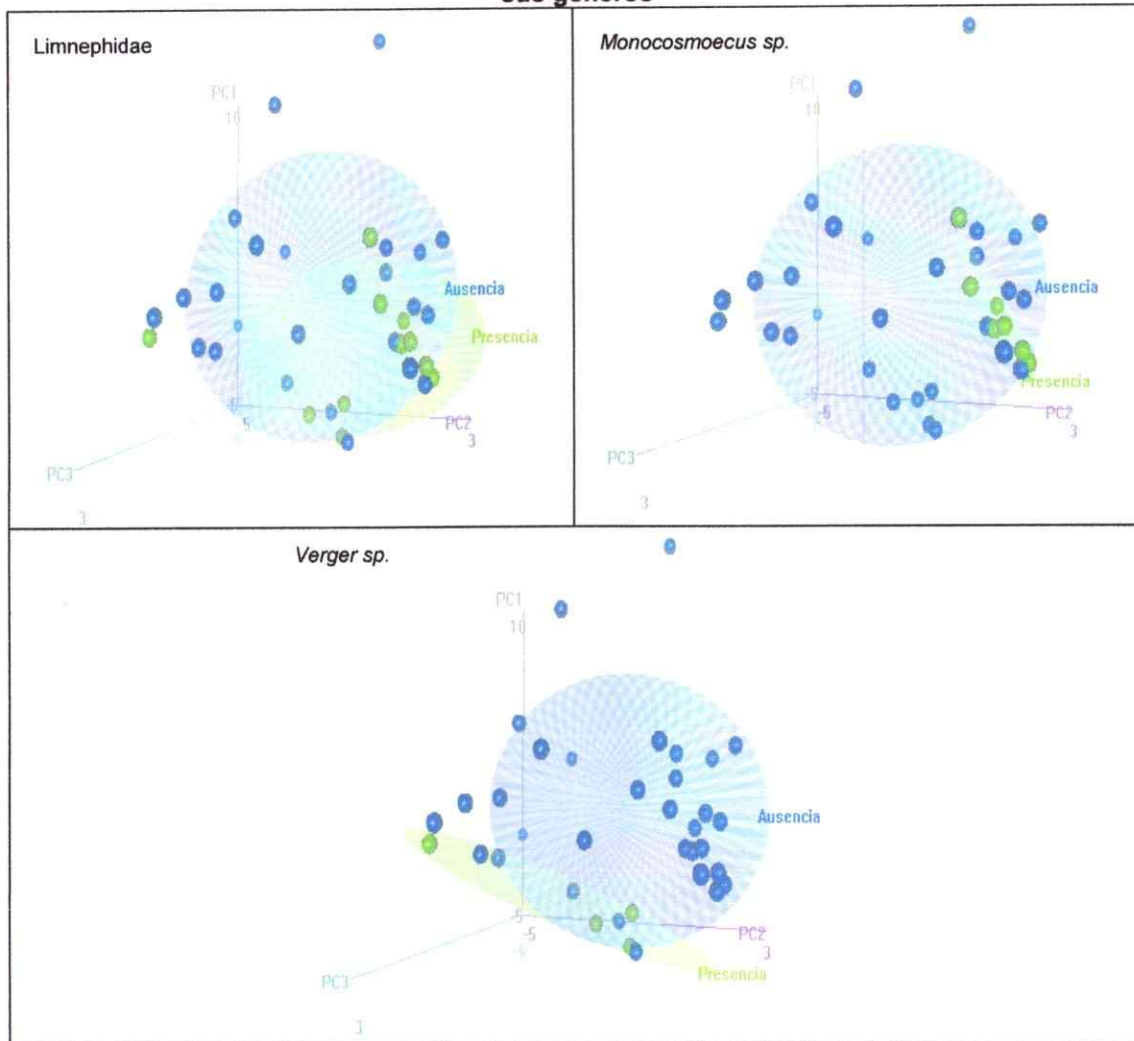 sus géneros
Limnephidae
PC1
10
Ausencia
Presencia
-5
PC2
3
PC3
3
Monocosmoecus sp.
PC1
10
Ausencia
Presencia
-5
PC2
3
PC3
3
Verger sp.
PC1
10
Ausencia
-5
-5
-6
PC2
3
Presencia
PC3
3